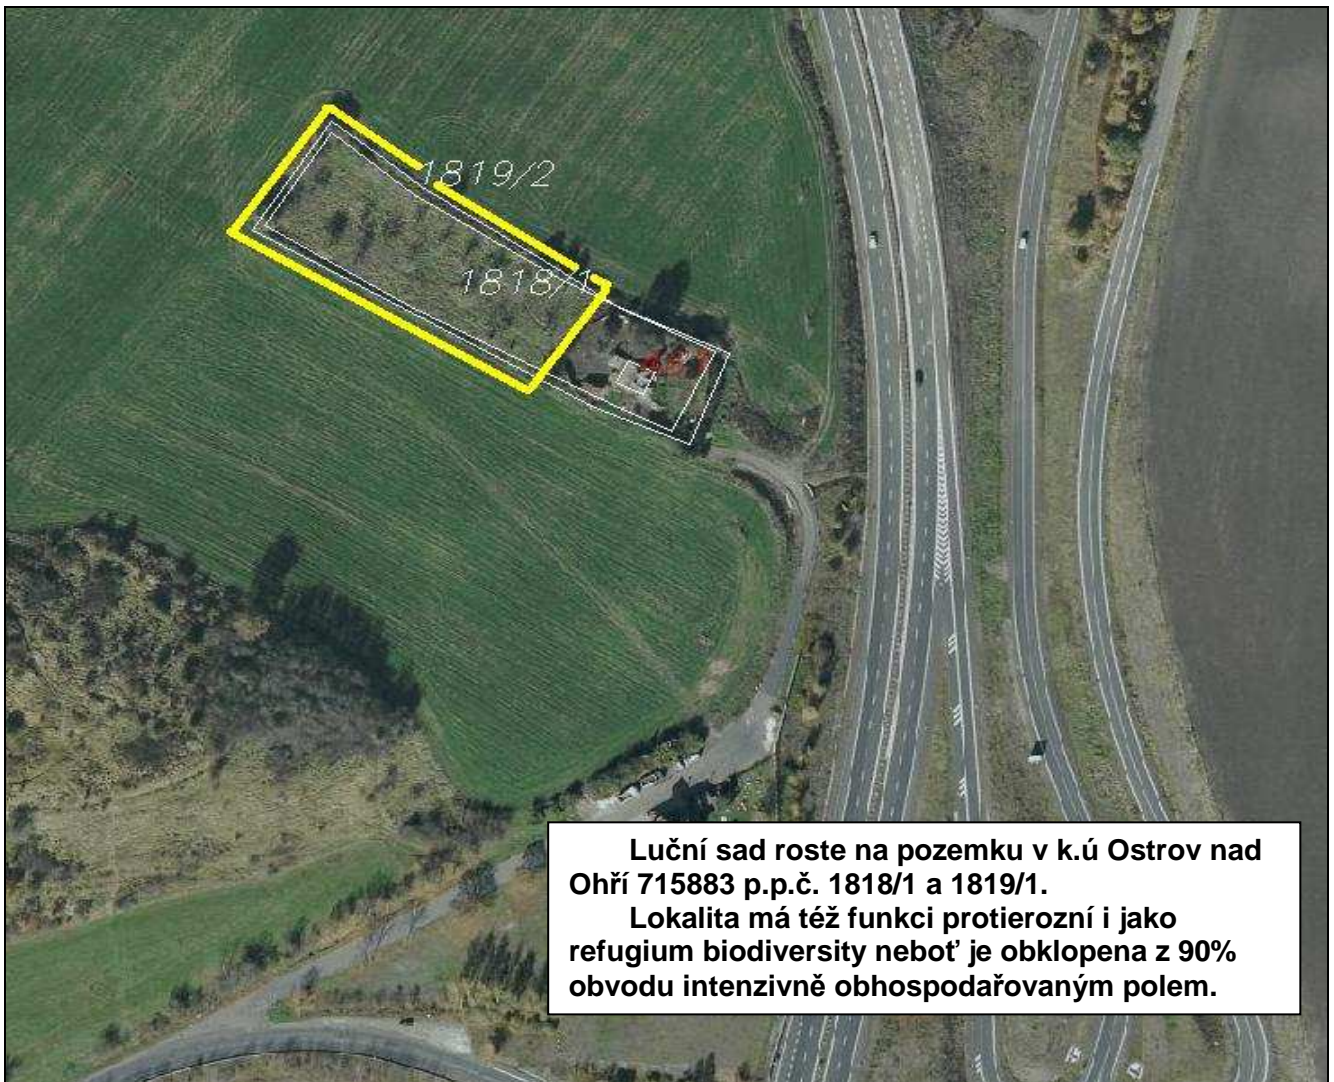 1819/2
1818/1
Luční sad roste na pozemku v k.ú Ostrov nad
Ohří 715883 p.p.č. 1818/1 a 1819/1.
Lokalita má též funkci protierozní i jako
refugium biodiversity neboť je obklopena z 90%
obvodu intenzivně obhospodařovaným polem.